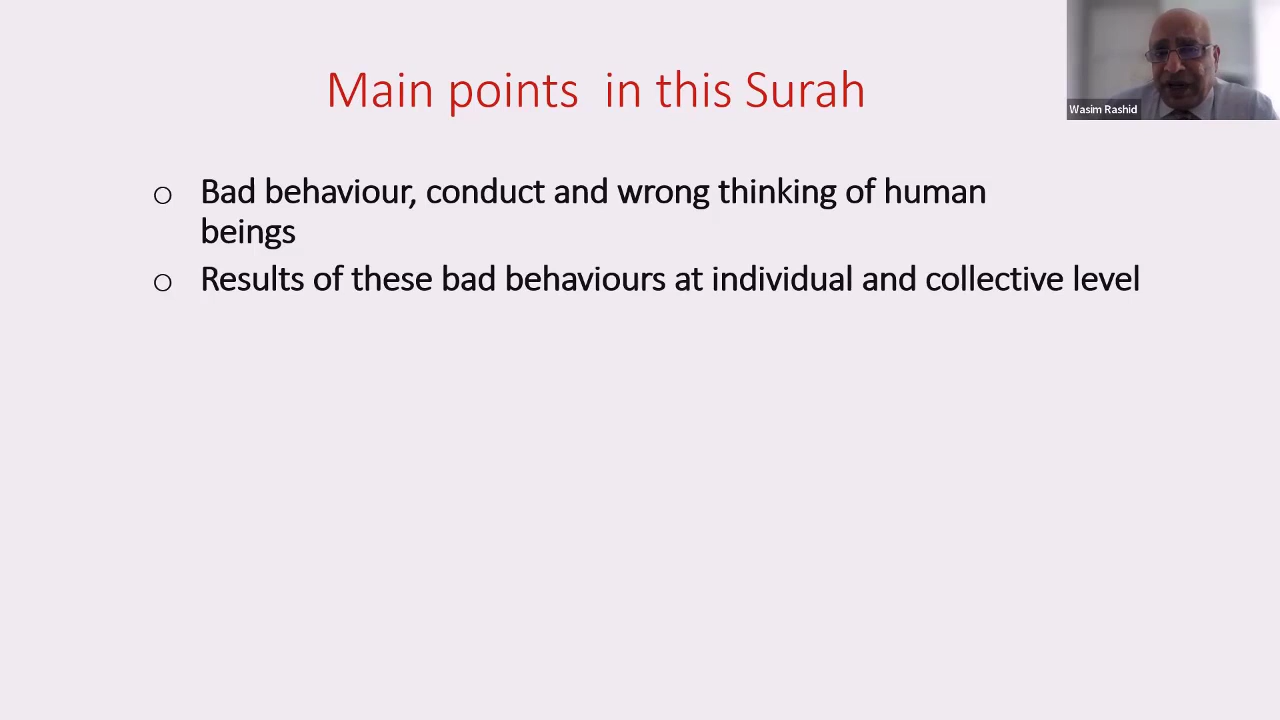 Main points in this Surah
Wasim Rashid
o Bad behaviour, conduct and wrong thinking of human
beings
o Results of these bad behaviours at individual and collective level